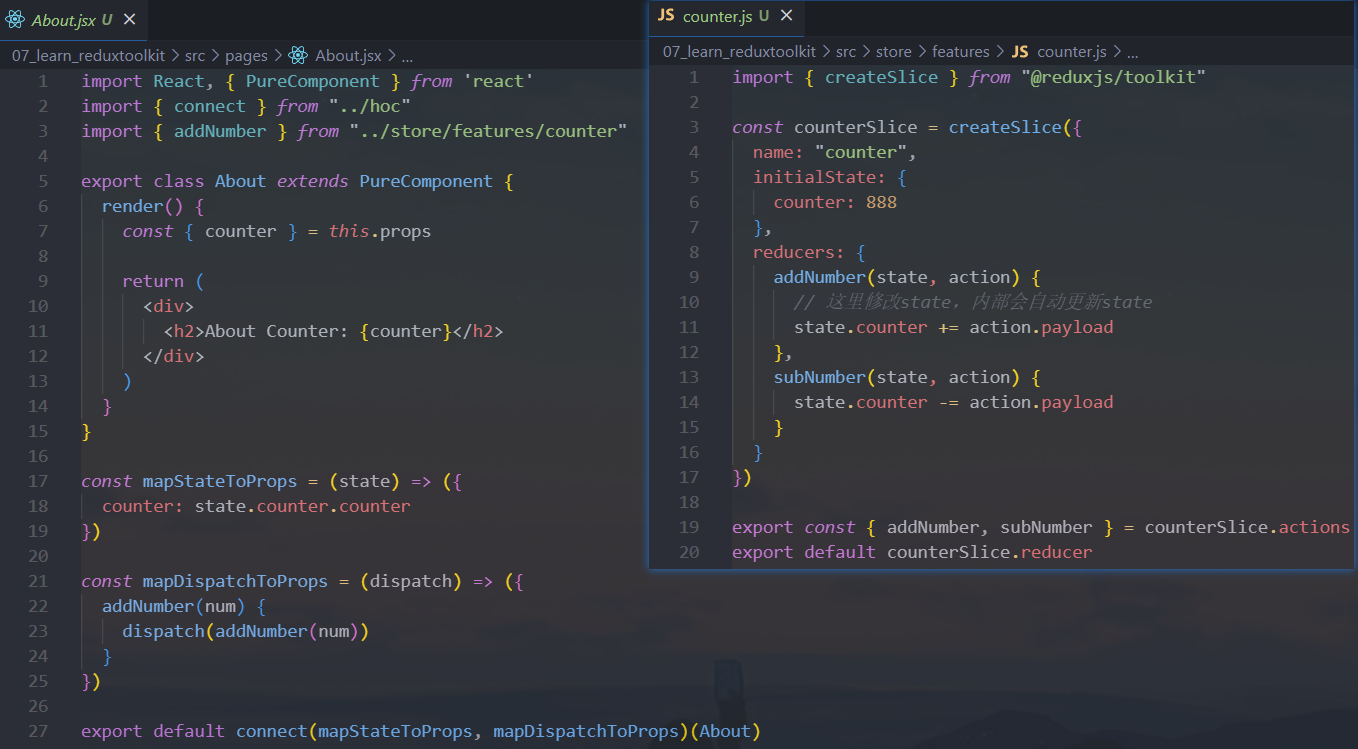 About.jsx U ×
07_learn_reduxtoolkit > src > pages > About.jsx > ...
1 import React, { PureComponent } from 'react'
2 import { connect } from "../hoc"
3 import { addNumber } from "../store/features/counter"
4
5 export class About extends PureComponent {
6 render() {
7 const { counter } = this.props
8
9 return (
10 <div>
11 <h2>About Counter: {counter}</h2>
12 </div>
13 )
14 }
15 }
16
17 const mapStateToProps = (state) => ({
18 counter: state.counter.counter
19 })
20
21 const mapDispatchToProps = (dispatch) => ({
22 addNumber(num) {
23 dispatch(addNumber(num))
24 }
25 })
26
27 export default connect(mapStateToProps, mapDispatchToProps)(About)
JS counter.js U ×
07_learn_reduxtoolkit > src > store > features > JS counter.js > ...
1 import { createSlice } from "@reduxjs/toolkit"
2
3 const counterSlice = createSlice({
4 name: "counter",
5 initialState: {
6 counter: 888
7 },
8 reducers: {
9 addNumber(state, action) {
10 // 这里修改state，内部会自动更新state
11 state.counter += action.payload
12 },
13 subNumber(state, action) {
14 state.counter -= action.payload
15 }
16 }
17 })
18
19 export const { addNumber, subNumber } = counterSlice.actions
20 export default counterSlice.reducer